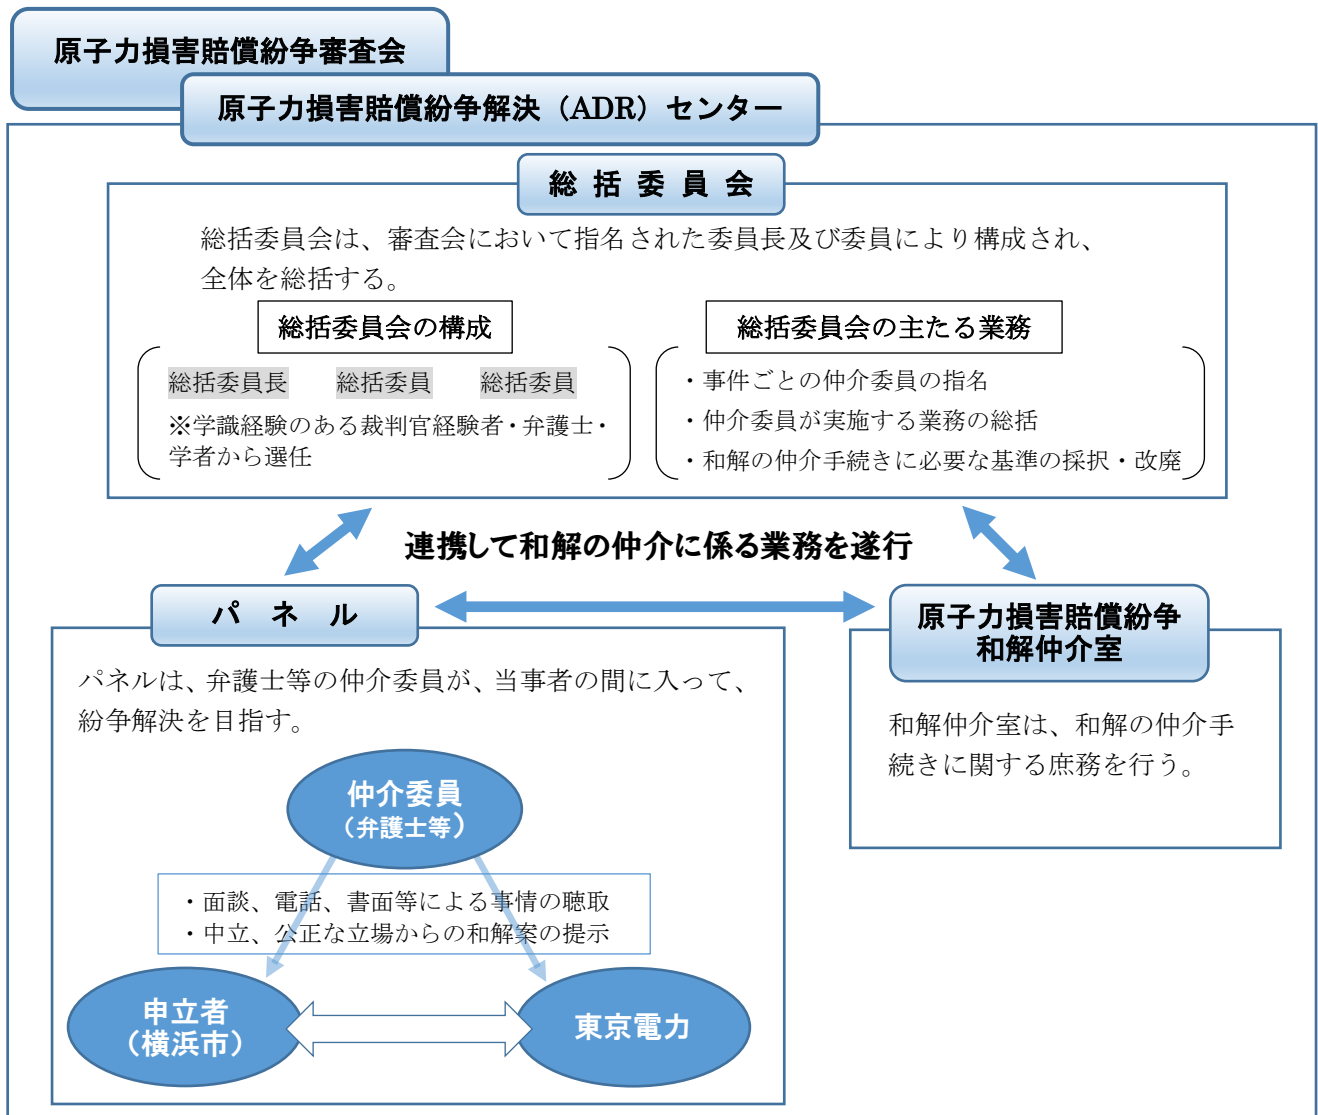 原子力損害賠償紛争審査会
原子力損害賠償紛争解決（ADR）センター
総括委員会
総括委員会は、審査会において指名された委員長及び委員により構成され、
全体を総括する。
総括委員会の構成
総括委員長　総括委員　総括委員
※学識経験のある裁判官経験者・弁護士・
学者から選任
総括委員会の主たる業務
・事件ごとの仲介委員の指名
・仲介委員が実施する業務の総括
・和解の仲介手続きに必要な基準の採択・改廃
連携して和解の仲介に係る業務を遂行
パネル
パネルは、弁護士等の仲介委員が、当事者の間に入って、
紛争解決を目指す。
仲介委員
（弁護士等）
・面談、電話、書面等による事情の聴取
・中立、公正な立場からの和解案の提示
申立者
（横浜市）
東京電力
原子力損害賠償紛争
和解仲介室
和解仲介室は、和解の仲介手
続きに関する庶務を行う。